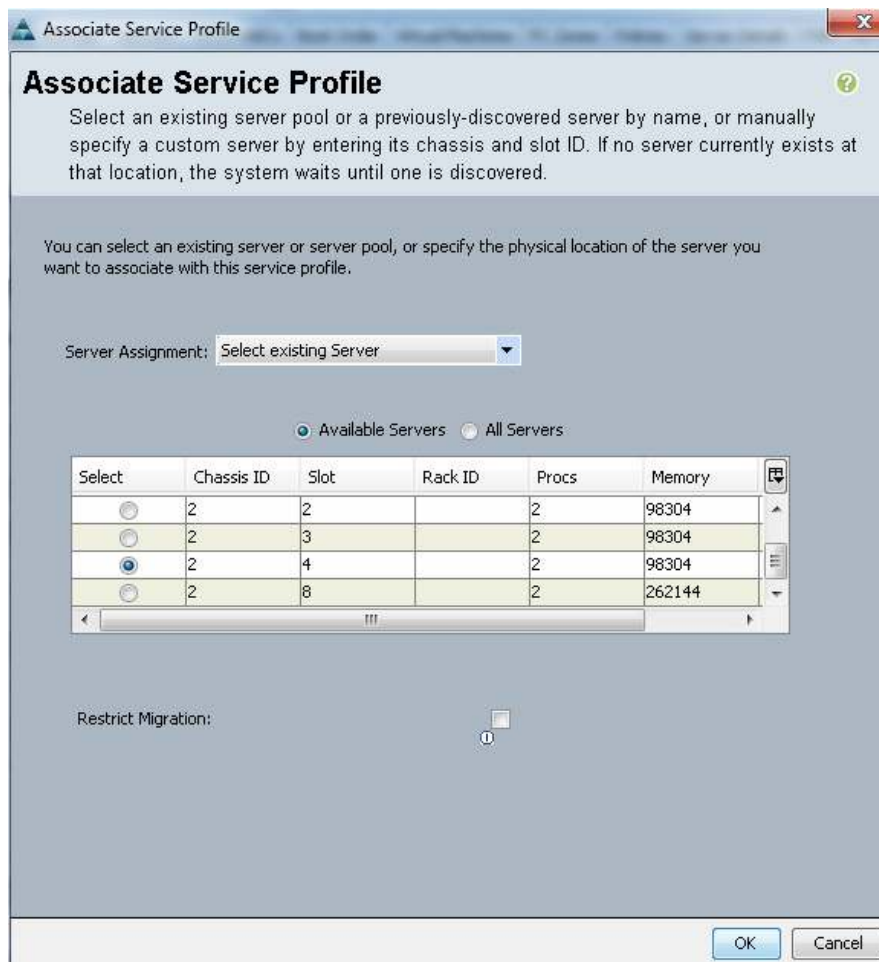 Associate Service Profile
Associate Service Profile
Select an existing server pool or a previously-discovered server by name, or manually
specify a custom server by entering its chassis and slot ID. If no server currently exists at
that location, the system waits until one is discovered.
You can select an existing server or server pool, or specify the physical location of the server you
want to associate with this service profile.
Server Assignment: Select existing Server
Available Servers All Servers
Select Chassis ID Slot Rack ID Procs Memory
2 2 2 98304
2 3 2 98304
2 4 2 98304
2 8 2 262144
Restrict Migration:
OK Cancel